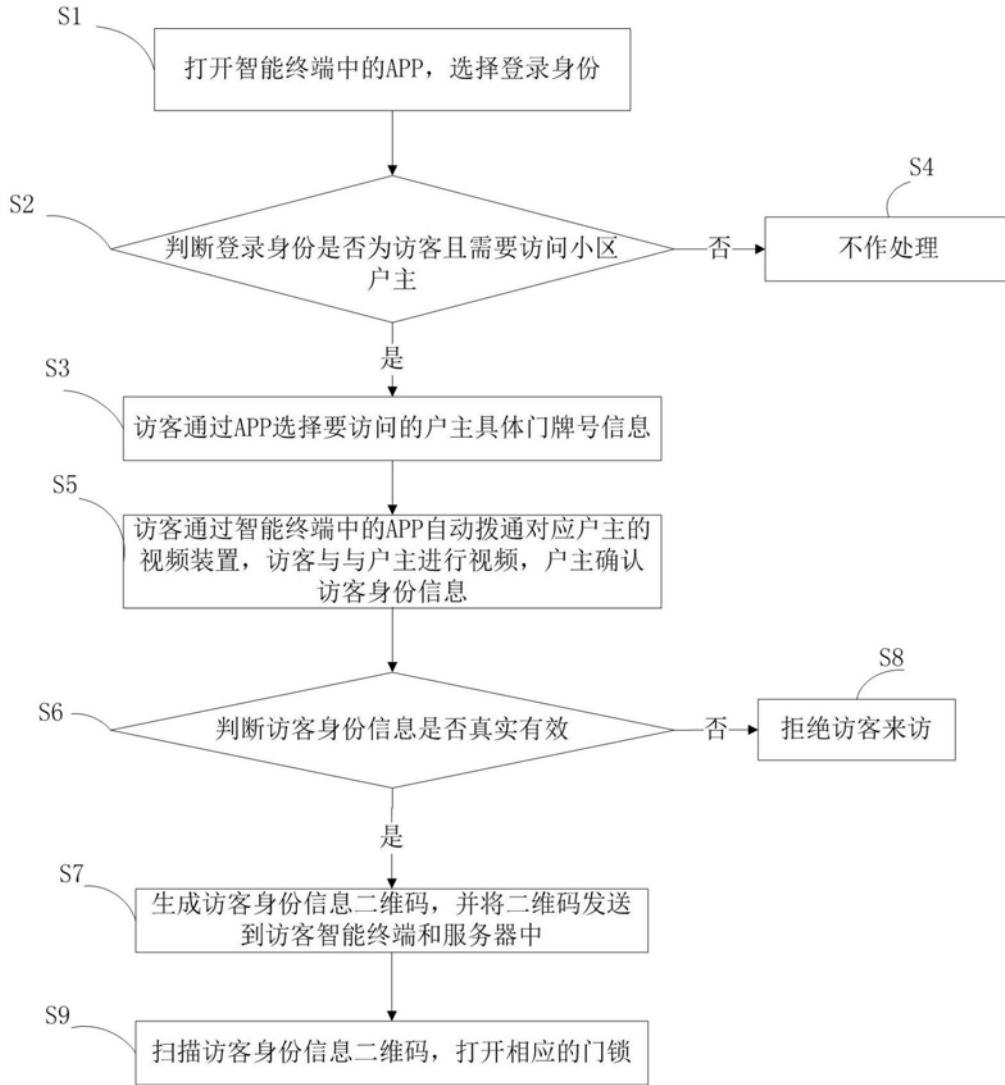 S1
打开智能终端中的APP，选择登录身份
S2
判断登录身份是否为访客且需要访问小区
户主
否
S4
不作处理
是
S3
访客通过APP选择要访问的户主具体门牌号信息
S5
访客通过智能终端中的APP自动拨通对应户主的
视频装置，访客与与户主进行视频，户主确认
访客身份信息
S6
判断访客身份信息是否真实有效
否
S8
拒绝访客来访
是
S7
生成访客身份信息二维码，并将二维码发送
到访客智能终端和服务器中
S9
扫描访客身份信息二维码，打开相应的门锁